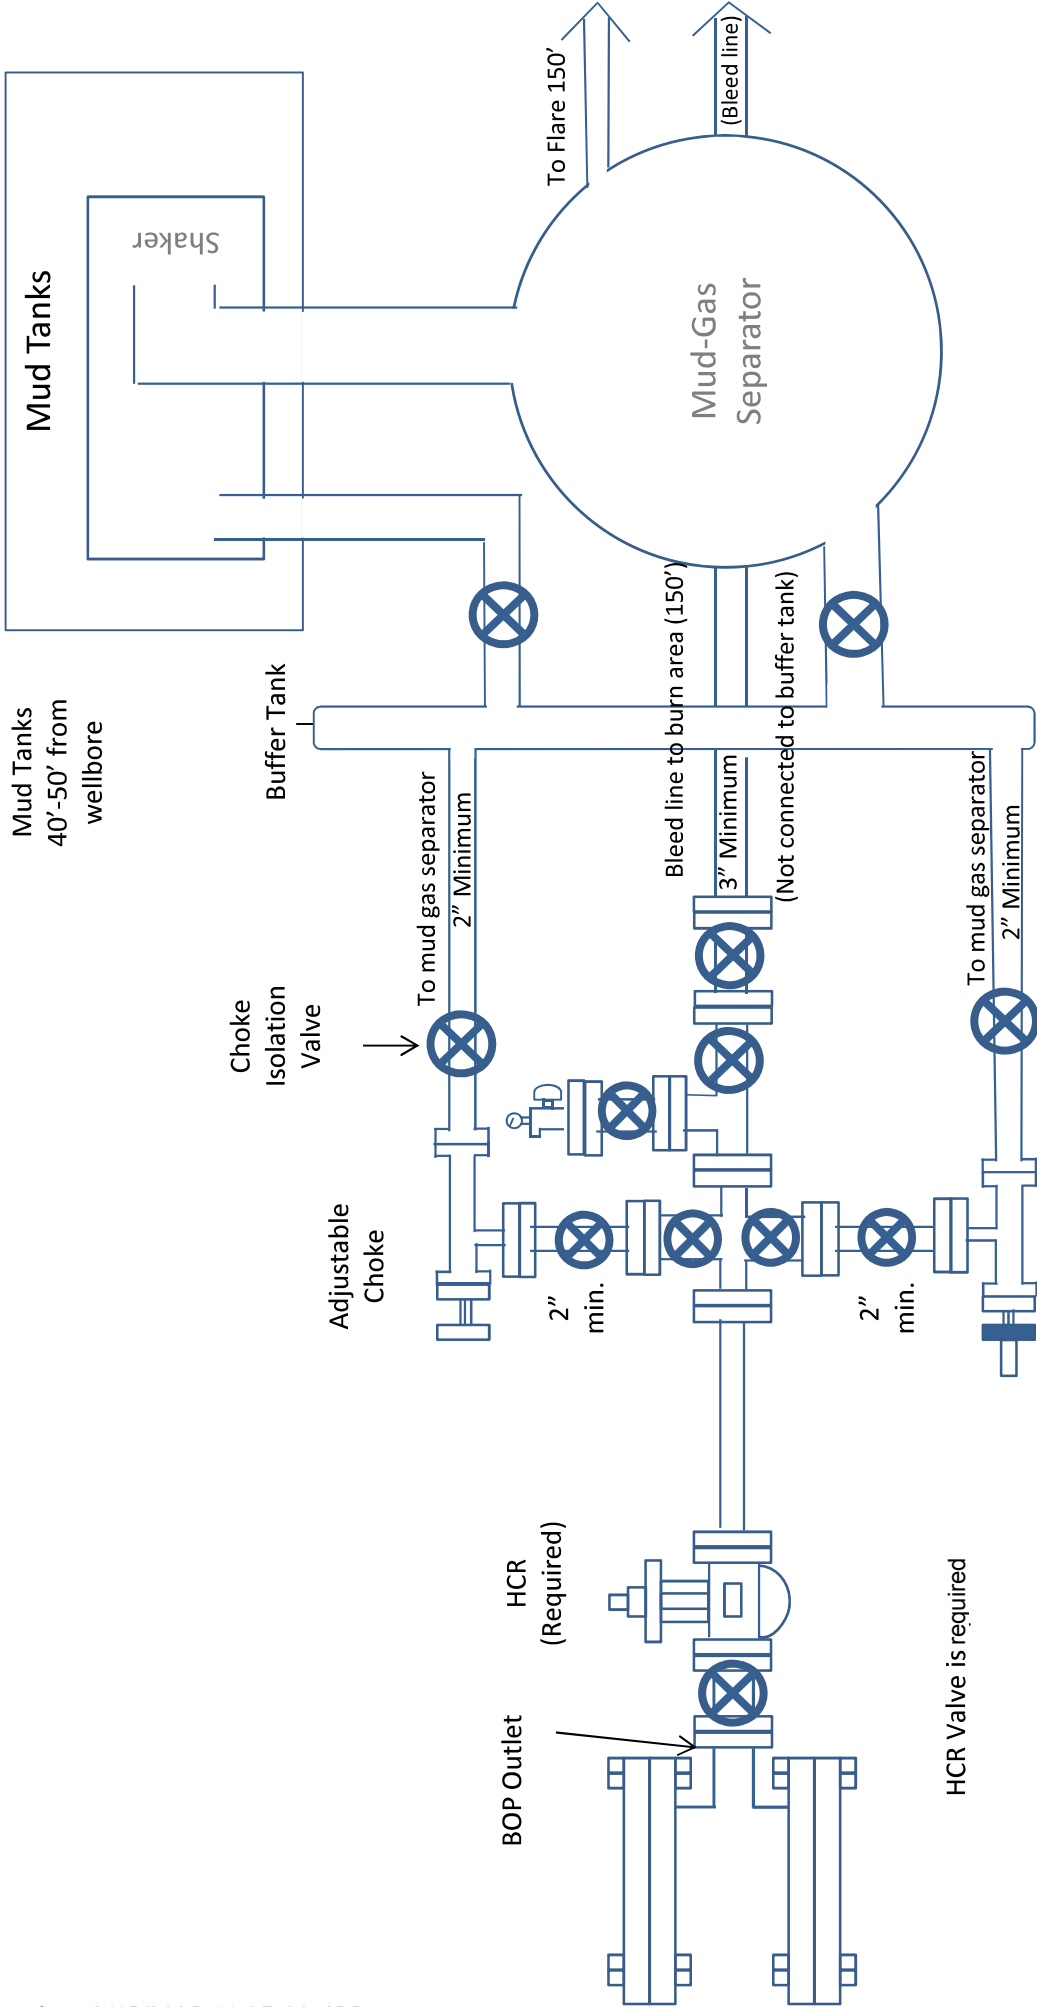 Mud Tanks
40’-50’ from
wellbore
Mud Tanks
Shaker
Buffer Tank
Choke
Isolation
Valve
Adjustable
Choke
To mud gas separator
2” Minimum
HCR
(Required)
BOP Outlet
To Flare 150’
2”
min.
Bleed line to burn area (150’)
3” Minimum
(Bleed line)
Mud-Gas
Separator
(Not connected to buffer tank)
2”
min.
HCR Valve is required
To mud gas separator
2” Minimum